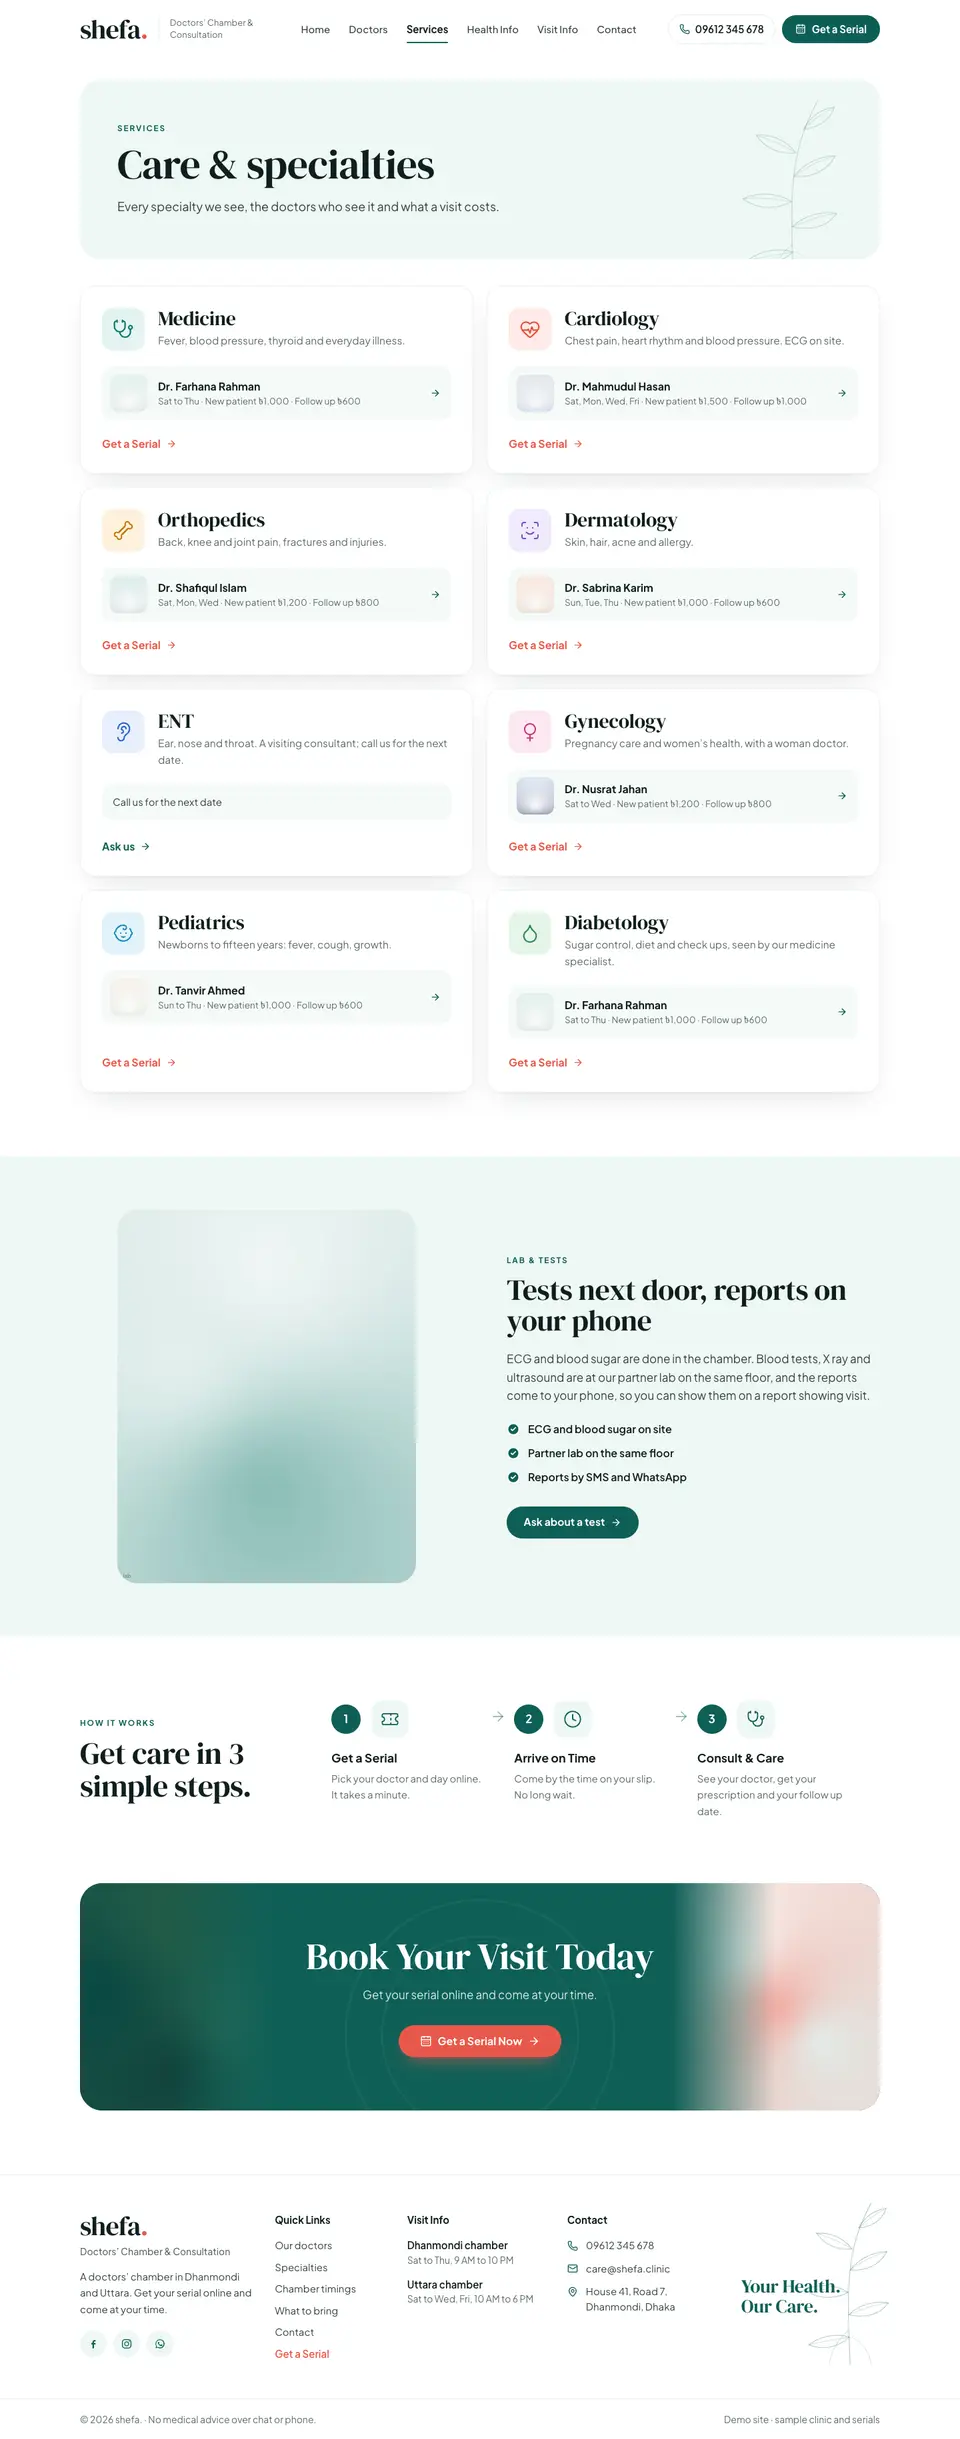 shefa.
Doctors' Chamber &
Consultation
Home
Doctors
Services
Health Info
Visit Info
Contact
09612 345 678
Get a Serial
SERVICES
Care & specialties
Every specialty we see, the doctors who see it and what a visit costs.
Medicine
Fever, blood pressure, thyroid and everyday illness.
Dr. Farhana Rahman
Sat to Thu · New patient ৳1,000 · Follow up ৳600
Get a Serial
Cardiology
Chest pain, heart rhythm and blood pressure. ECG on site.
Dr. Mahmudul Hasan
Sat, Mon, Wed, Fri · New patient ৳1,500 · Follow up ৳1,000
Get a Serial
Orthopedics
Back, knee and joint pain, fractures and injuries.
Dr. Shafiqul Islam
Sat, Mon, Wed · New patient ৳1,200 · Follow up ৳800
Get a Serial
Dermatology
Skin, hair, acne and allergy.
Dr. Sabrina Karim
Sun, Tue, Thu · New patient ৳1,000 · Follow up ৳600
Get a Serial
ENT
Ear, nose and throat. A visiting consultant; call us for the next
date.
Call us for the next date
Ask us
Gynecology
Pregnancy care and women's health, with a woman doctor.
Dr. Nusrat Jahan
Sat to Wed · New patient ৳1,200 · Follow up ৳800
Get a Serial
Pediatrics
Newborns to fifteen years: fever, cough, growth.
Dr. Tanvir Ahmed
Sun to Thu · New patient ৳1,000 · Follow up ৳600
Get a Serial
Diabetology
Sugar control, diet and check ups, seen by our medicine
specialist.
Dr. Farhana Rahman
Sat to Thu · New patient ৳1,000 · Follow up ৳600
Get a Serial
LAB & TESTS
Tests next door, reports on
your phone
ECG and blood sugar are done in the chamber. Blood tests, X ray and
ultrasound are at our partner lab on the same floor, and the reports
come to your phone, so you can show them on a report showing visit.
ECG and blood sugar on site
Partner lab on the same floor
Reports by SMS and WhatsApp
Ask about a test
HOW IT WORKS
Get care in 3
simple steps.
1
Get a Serial
Pick your doctor and day online.
It takes a minute.
2
Arrive on Time
Come by the time on your slip.
No long wait.
3
Consult & Care
See your doctor, get your
prescription and your follow up
date.
Book Your Visit Today
Get your serial online and come at your time.
Get a Serial Now
shefa.
Doctors' Chamber & Consultation
A doctors' chamber in Dhanmondi
and Uttara. Get your serial online and
come at your time.
Quick Links
Our doctors
Specialties
Chamber timings
What to bring
Contact
Get a Serial
Visit Info
Dhanmondi chamber
Sat to Thu, 9 AM to 10 PM
Uttara chamber
Sat to Wed, Fri, 10 AM to 6 PM
Contact
09612 345 678
care@shefa.clinic
House 41, Road 7,
Dhanmondi, Dhaka
Your Health.
Our Care.
© 2026 shefa. · No medical advice over chat or phone.
Demo site · sample clinic and serials